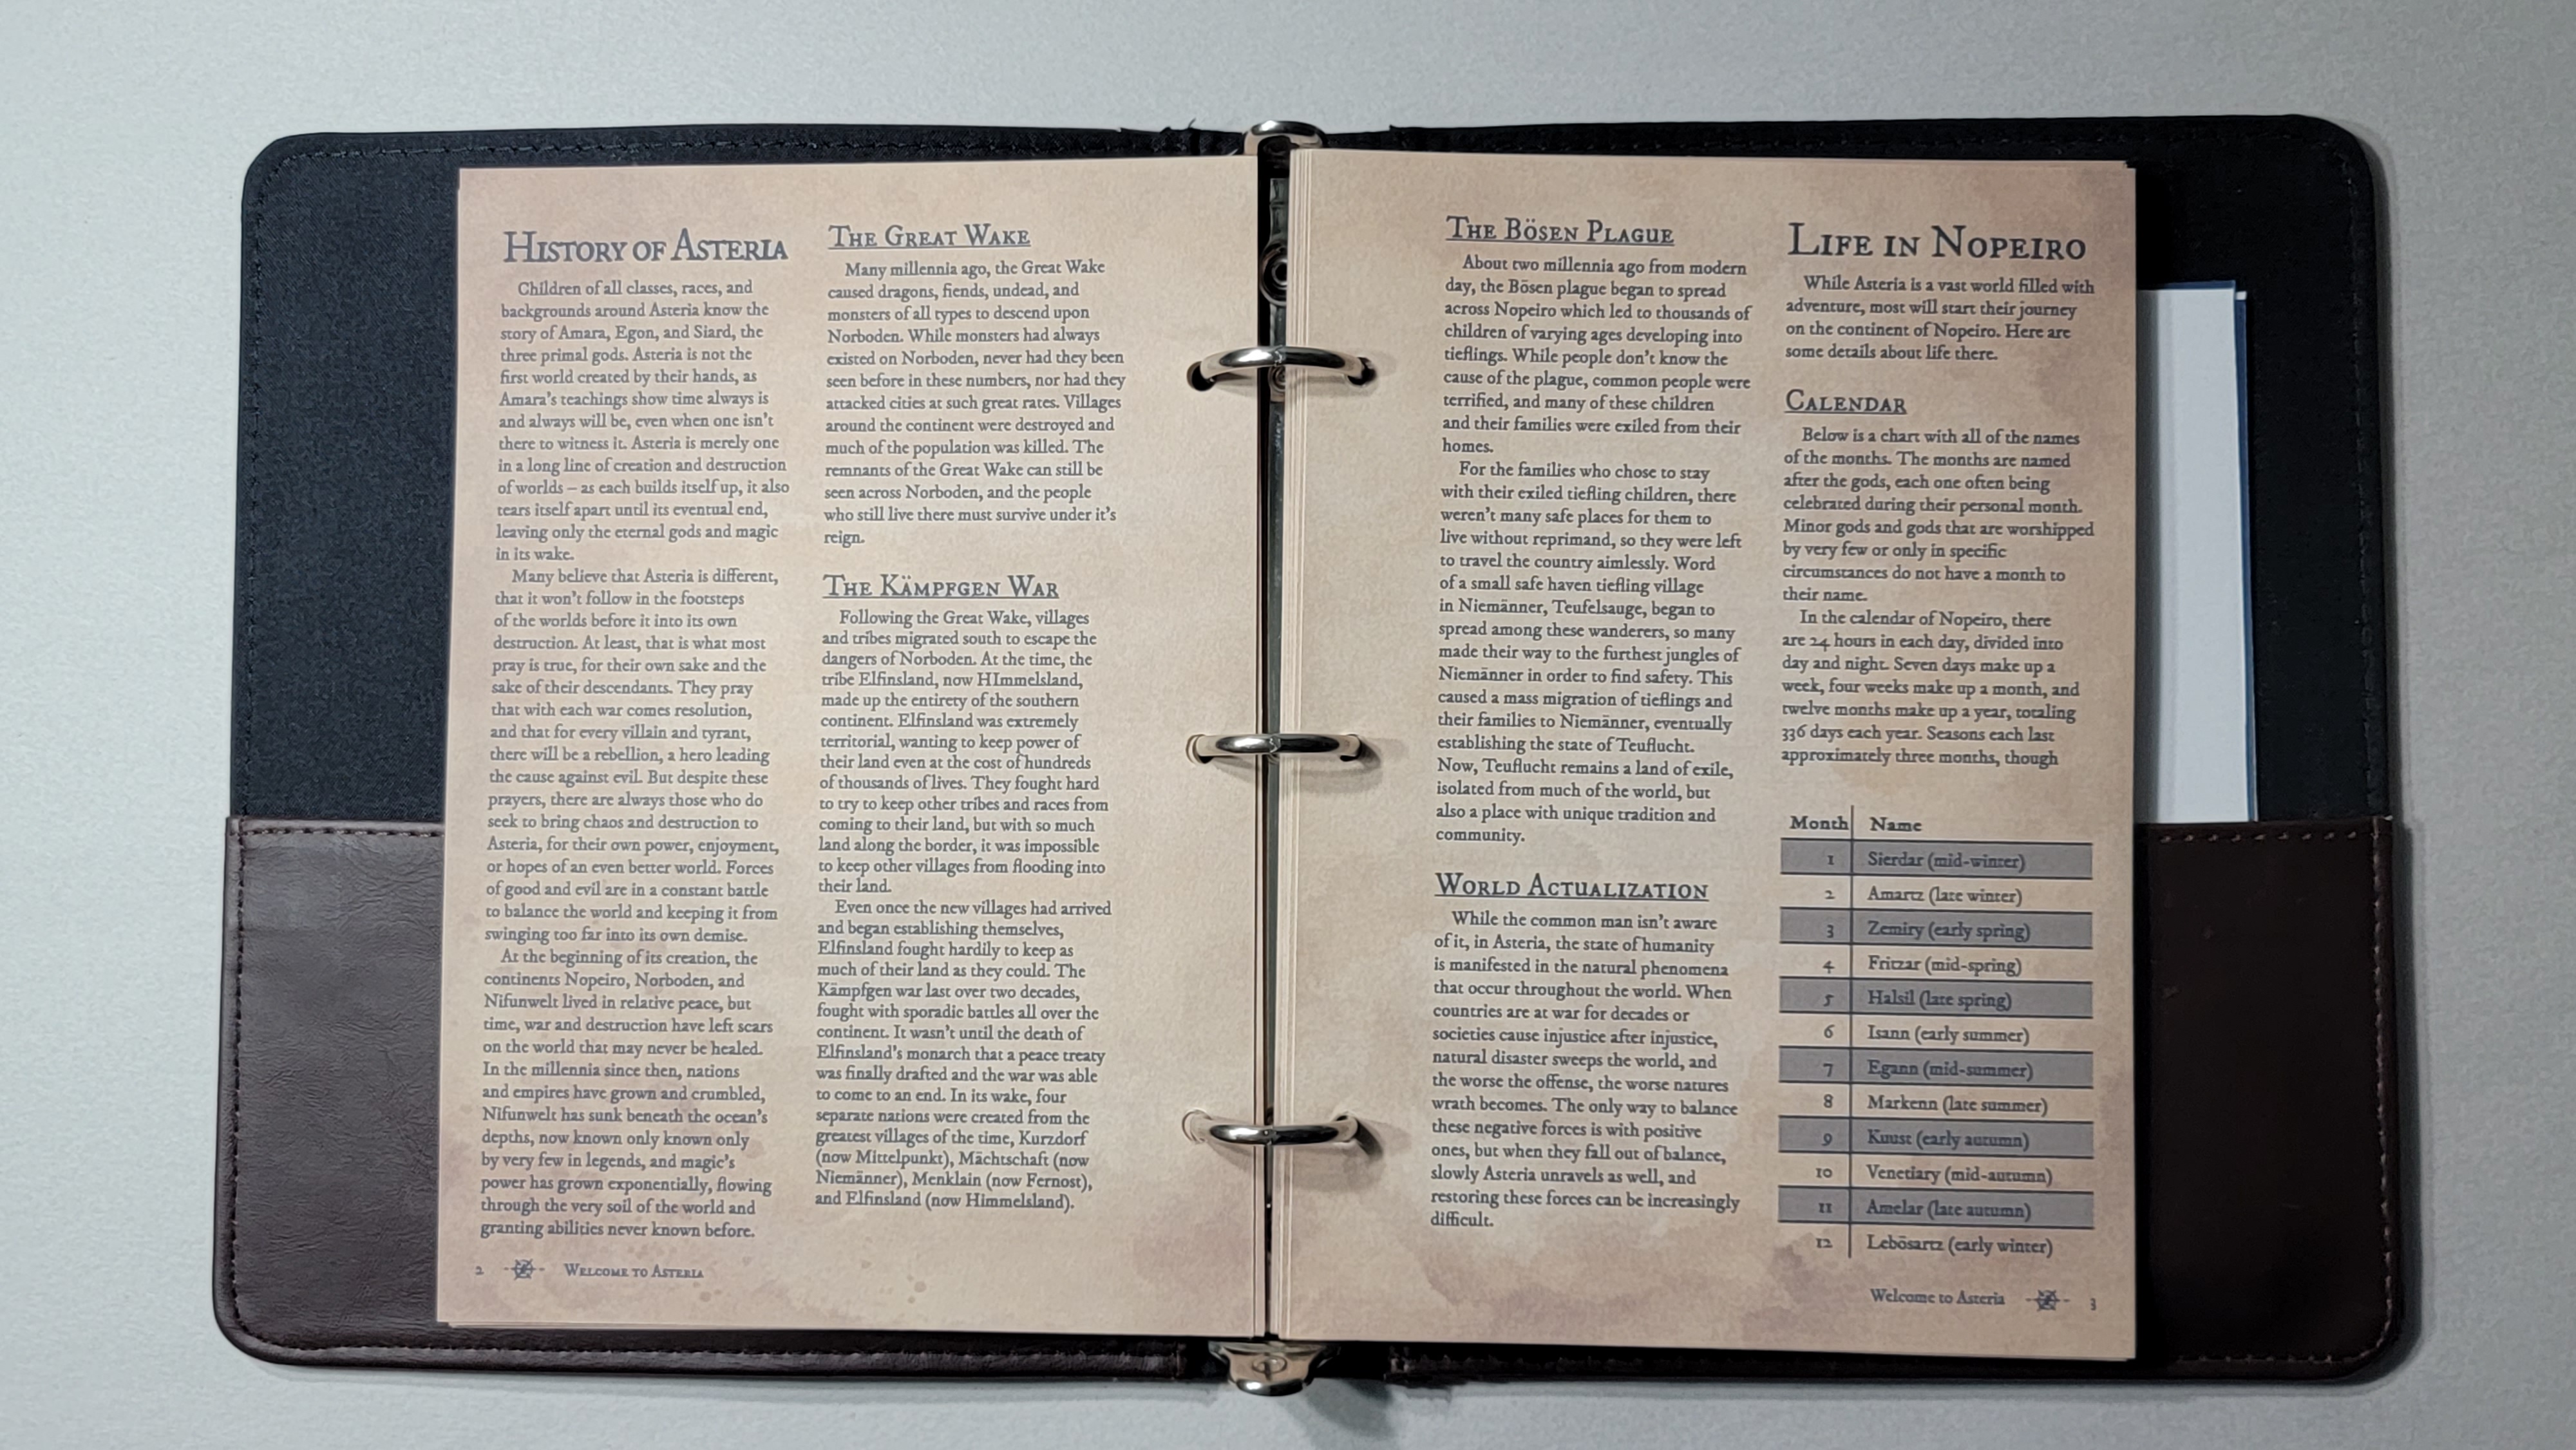 HISTORY OF ASTERIA
Children of all classes, races, and
backgrounds around Asteria know the
story of Amara, Egon, and Siard, the
three primal gods. Asteria is not the
first world created by their hands, as
Amara's teachings show time always is
and always will be, even when one isn't
there to witness it. Asteria is merely one
in a long line of creation and destruction
of worlds – as each builds itself up, it also
tears itself apart until its eventual end,
leaving only the eternal gods and magic
in its wake.
Many believe that Asteria is different,
that it won't follow in the footsteps
of the worlds before it into its own
destruction. At least, that is what most
pray is true, for their own sake and the
sake of their descendants. They pray
that with each war comes resolution,
and that for every villain and tyrant,
there will be a rebellion, a hero leading
the cause against evil. But despite these
prayers, there are always those who do
seek to bring chaos and destruction to
Asteria, for their own power, enjoyment,
or hopes of an even better world. Forces
of good and evil are in a constant battle
to balance the world and keeping it from
swinging too far into its own demise.
At the beginning of its creation, the
continents Nopeiro, Norboden, and
Nifunwelt lived in relative peace, but
time, war and destruction have left scars
on the world that may never be healed.
In the millennia since then, nations
and empires have grown and crumbled,
Nifunwelt has sunk beneath the ocean's
depths, now known only known only
by very few in legends, and magic's
power has grown exponentially, flowing
through the very soil of the world and
granting abilities never known before.
2 WELCOME TO ASTERIA
THE GREAT WAKE
Many millennia ago, the Great Wake
caused dragons, fiends, undead, and
monsters of all types to descend upon
Norboden. While monsters had always
existed on Norboden, never had they been
seen before in these numbers, nor had they
attacked cities at such great rates. Villages
around the continent were destroyed and
much of the population was killed. The
remnants of the Great Wake can still be
seen across Norboden, and the people
who still live there must survive under it's
reign.
THE KÄMPFGEN WAR
Following the Great Wake, villages
and tribes migrated south to escape the
dangers of Norboden. At the time, the
tribe Elfinsland, now HImmelsland,
made up the entirety of the southern
continent. Elfinsland was extremely
territorial, wanting to keep power of
their land even at the cost of hundreds
of thousands of lives. They fought hard
to try to keep other tribes and races from
coming to their land, but with so much
land along the border, it was impossible
to keep other villages from flooding into
their land.
Even once the new villages had arrived
and began establishing themselves,
Elfinsland fought hardily to keep as
much of their land as they could. The
Kämpfgen war last over two decades,
fought with sporadic battles all over the
continent. It wasn't until the death of
Elfinsland's monarch that a peace treaty
was finally drafted and the war was able
to come to an end. In its wake, four
separate nations were created from the
greatest villages of the time, Kurzdorf
(now Mittelpunkt), Mächtschaft (now
Niemänner), Menklain (now Fernost),
and Elfinsland (now Himmelsland).
THE BÖSEN PLAGUE
About two millennia ago from modern
day, the Bösen plague began to spread
across Nopeiro which led to thousands of
children of varying ages developing into
tieflings. While people don't know the
cause of the plague, common people were
terrified, and many of these children
and their families were exiled from their
homes.
For the families who chose to stay
with their exiled tiefling children, there
weren't many safe places for them to
live without reprimand, so they were left
to travel the country aimlessly. Word
of a small safe haven tiefling village
in Niemänner, Teufelsauge, began to
spread among these wanderers, so many
made their way to the furthest jungles of
Niemänner in order to find safety. This
caused a mass migration of tieflings and
their families to Niemänner, eventually
establishing the state of Teuflucht.
Now, Teuflucht remains a land of exile,
isolated from much of the world, but
also a place with unique tradition and
community.
WORLD ACTUALIZATION
While the common man isn't aware
of it, in Asteria, the state of humanity
is manifested in the natural phenomena
that occur throughout the world. When
countries are at war for decades or
societies cause injustice after injustice,
natural disaster sweeps the world, and
the worse the offense, the worse natures
wrath becomes. The only way to balance
these negative forces is with positive
ones, but when they fall out of balance,
slowly Asteria unravels as well, and
restoring these forces can be increasingly
difficult.
LIFE IN NOPEIRO
While Asteria is a vast world filled with
adventure, most will start their journey
on the continent of Nopeiro. Here are
some details about life there.
CALENDAR
Below is a chart with all of the names
of the months. The months are named
after the gods, each one often being
celebrated during their personal month.
Minor gods and gods that are worshipped
by very few or only in specific
circumstances do not have a month to
their name.
In the calendar of Nopeiro, there
are 24 hours in each day, divided into
day and night. Seven days make up a
week, four weeks make up a month, and
twelve months make up a year, totaling
336 days each year. Seasons each last
approximately three months, though
Month Name
1 Sierdar (mid-winter)
2 Amartz (late winter)
3 Zemiry (early spring)
4 Fritzar (mid-spring)
5 Halsil (late spring)
6 Isann (early summer)
7 Egann (mid-summer)
8 Markenn (late summer)
9 Kuust (early autumn)
10 Venetiary (mid-autumn)
11 Amelar (late autumn)
12 Lebösartz (early winter)
Welcome to Asteria 3